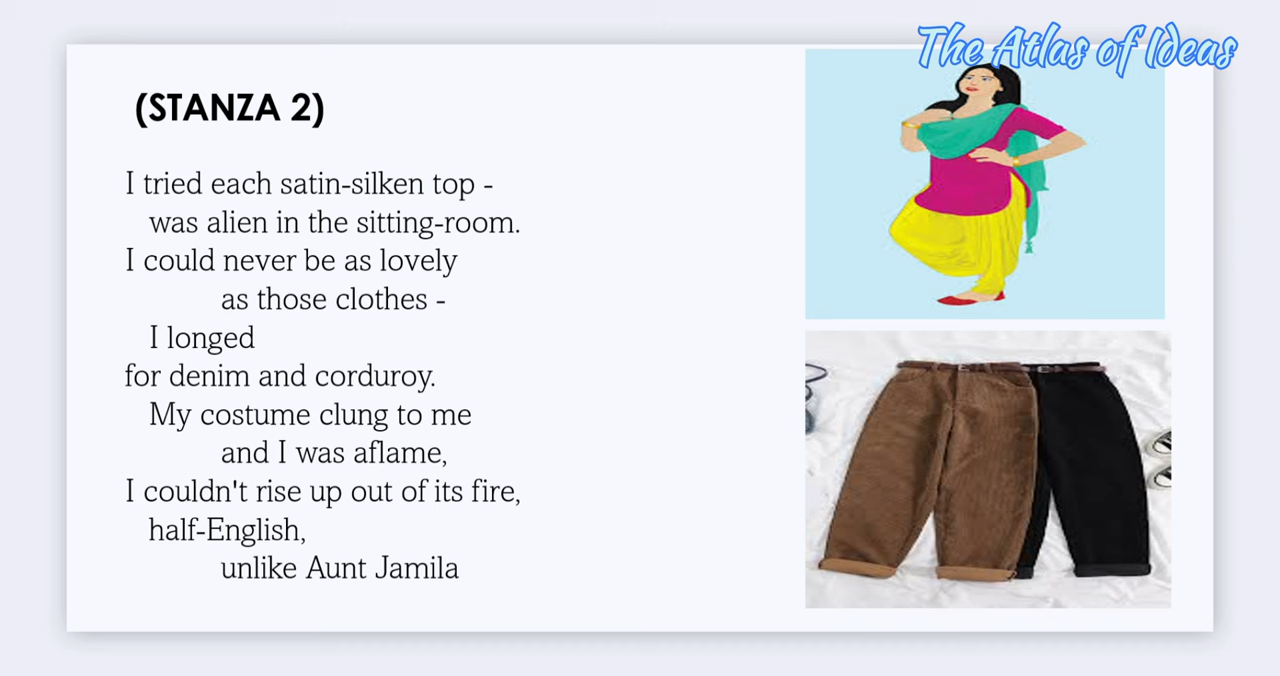 The Atlas of Ideas
(STANZA 2)
I tried each satin-silken top -
was alien in the sitting-room.
I could never be as lovely
as those clothes -
I longed
for denim and corduroy.
My costume clung to me
and I was aflame,
I couldn't rise up out of its fire,
half-English,
unlike Aunt Jamila